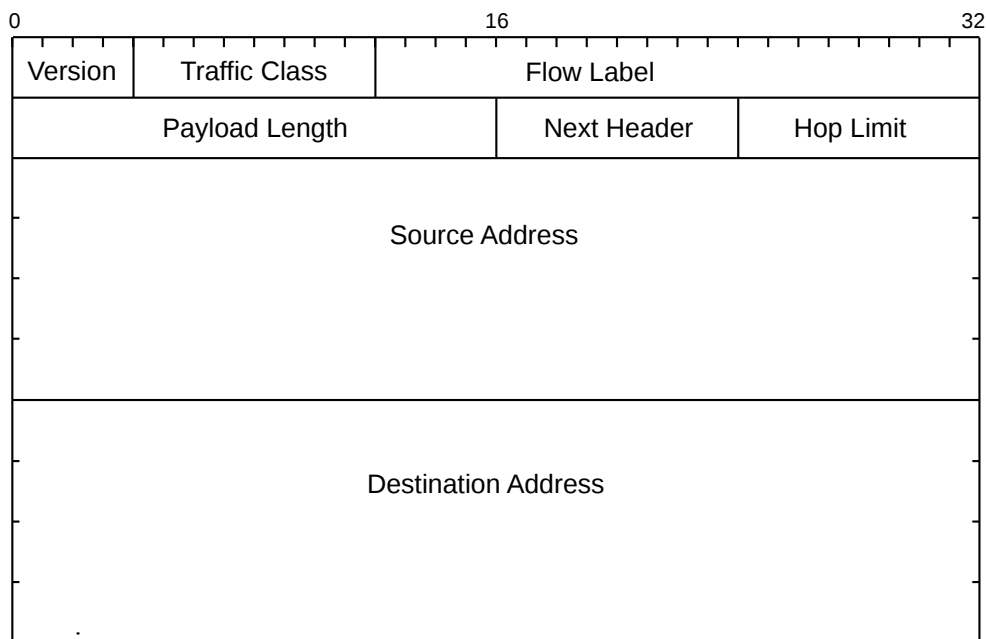 0 16 32
Version Traffic Class Flow Label
Payload Length Next Header Hop Limit
Source Address
Destination Address